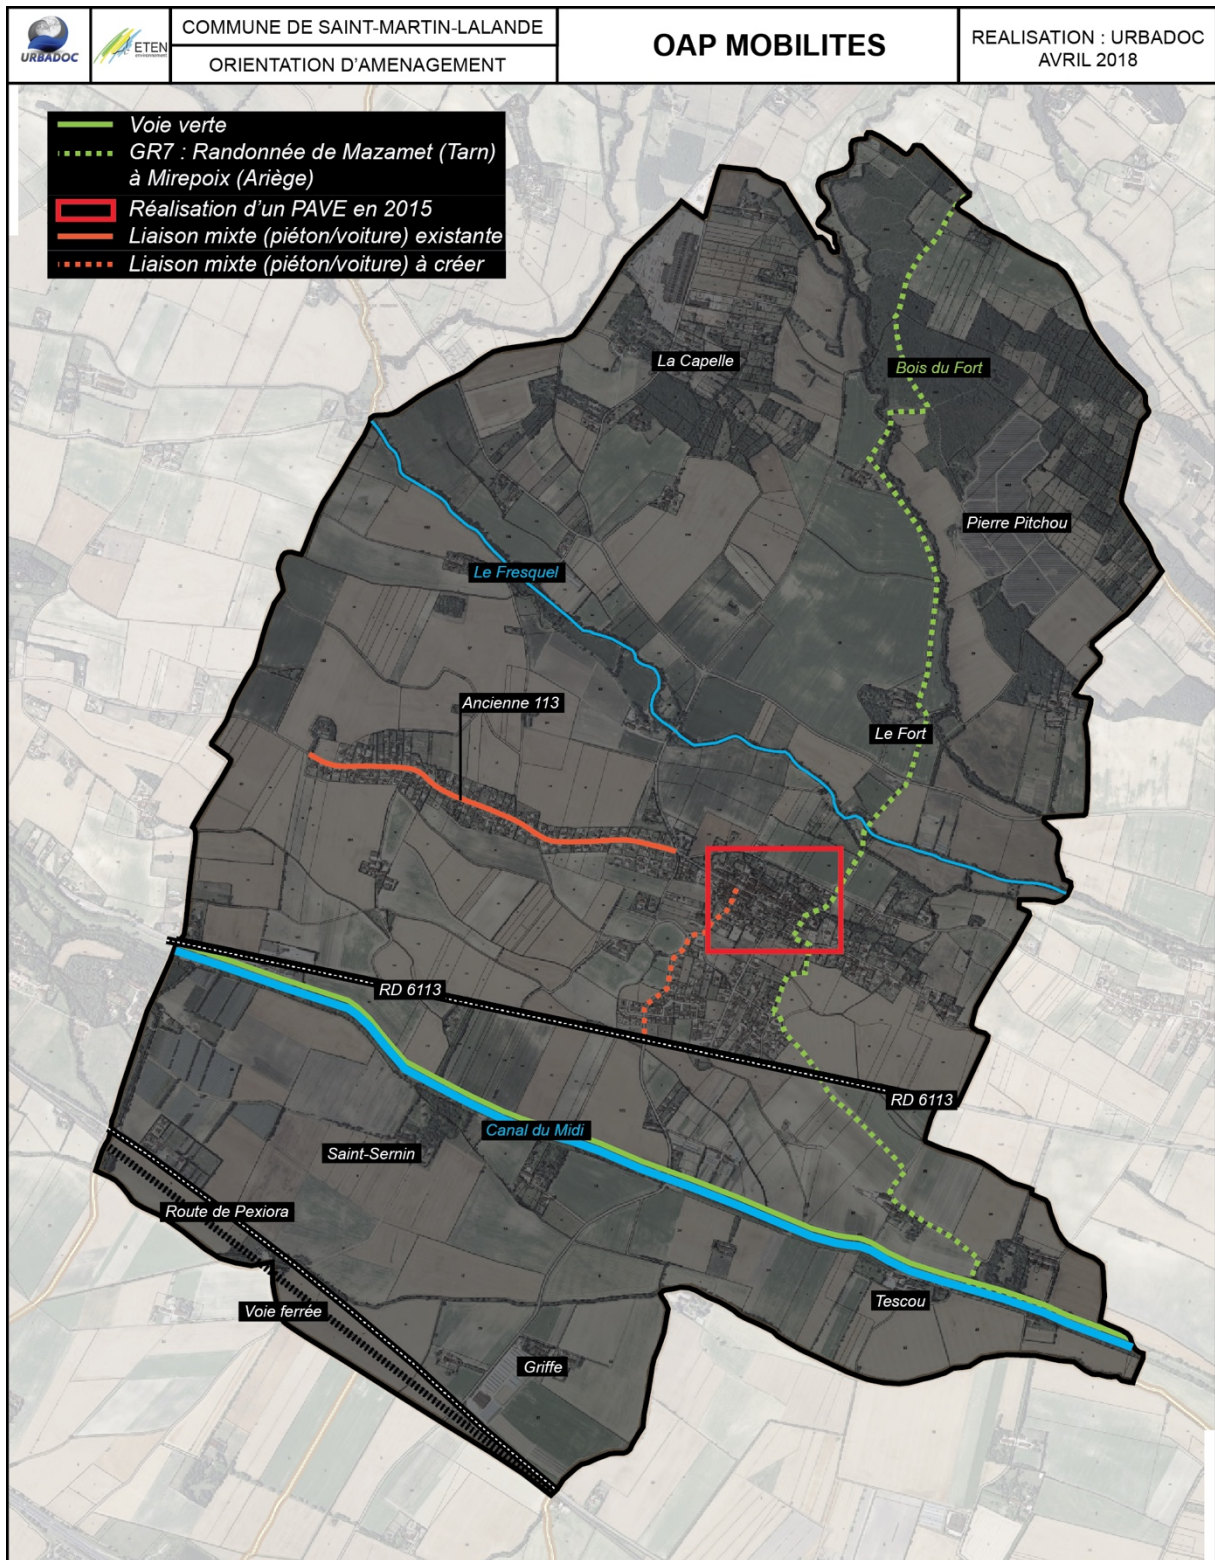 URBADOC
ETEN
environnement
COMMUNE DE SAINT-MARTIN-LALANDE
ORIENTATION D'AMENAGEMENT
OAP MOBILITES
REALISATION : URBADOC
AVRIL 2018
Voie verte
GR7 : Randonnée de Mazamet (Tarn)
à Mirepoix (Ariège)
Réalisation d'un PAVE en 2015
Liaison mixte (piéton/voiture) existante
Liaison mixte (piéton/voiture) à créer
La Capelle
Bois du Fort
Pierre Pitchou
Le Fresquel
Ancienne 113
Le Fort
RD 6113
RD 6113
Canal du Midi
Saint-Sernin
Route de Pexiora
Voie ferrée
Tescou
Griffe